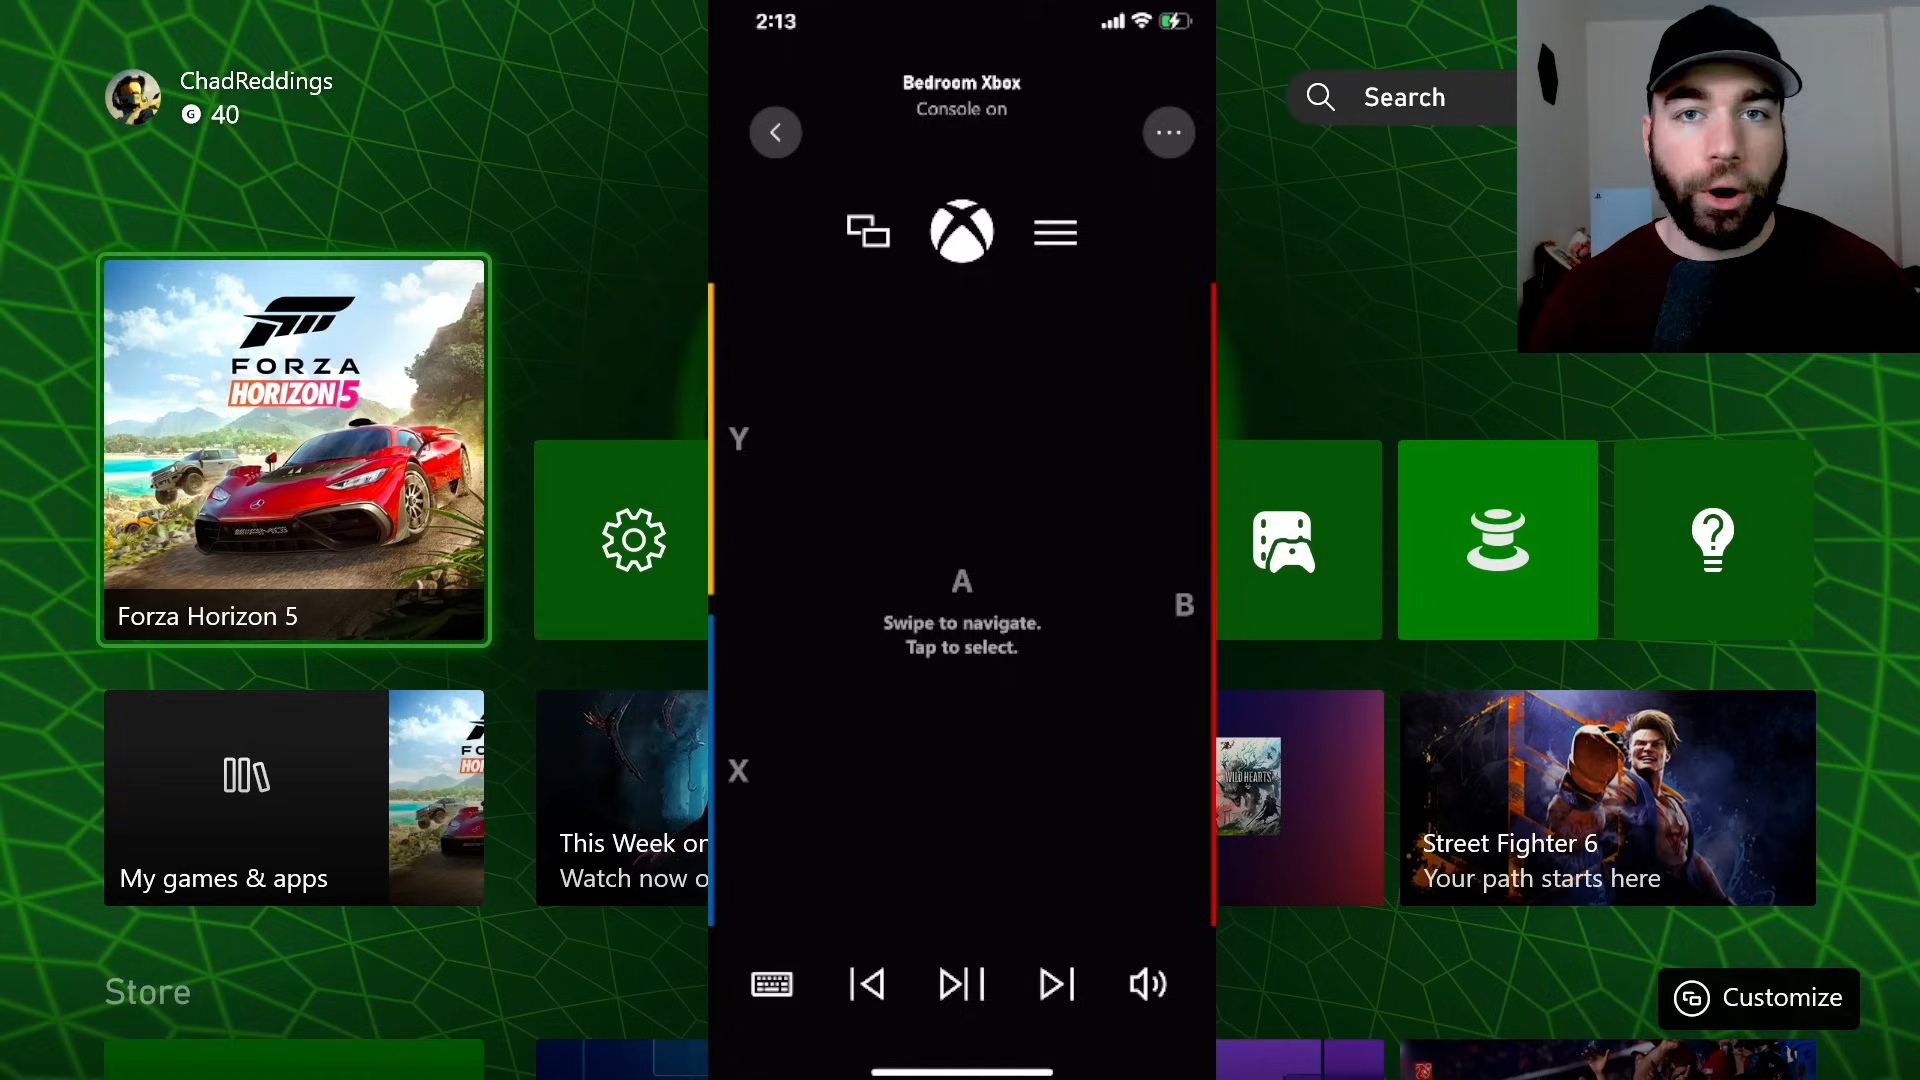 2:13
ChadReddings
G 40
Bedroom Xbox
Console on
Search
FORZA
HORIZON 5
Forza Horizon 5
Y
A
Swipe to navigate.
Tap to select.
B
X
My games & apps
This Week on
Watch now o
WILD HEARTS
Street Fighter 6
Your path starts here
Store
Customize